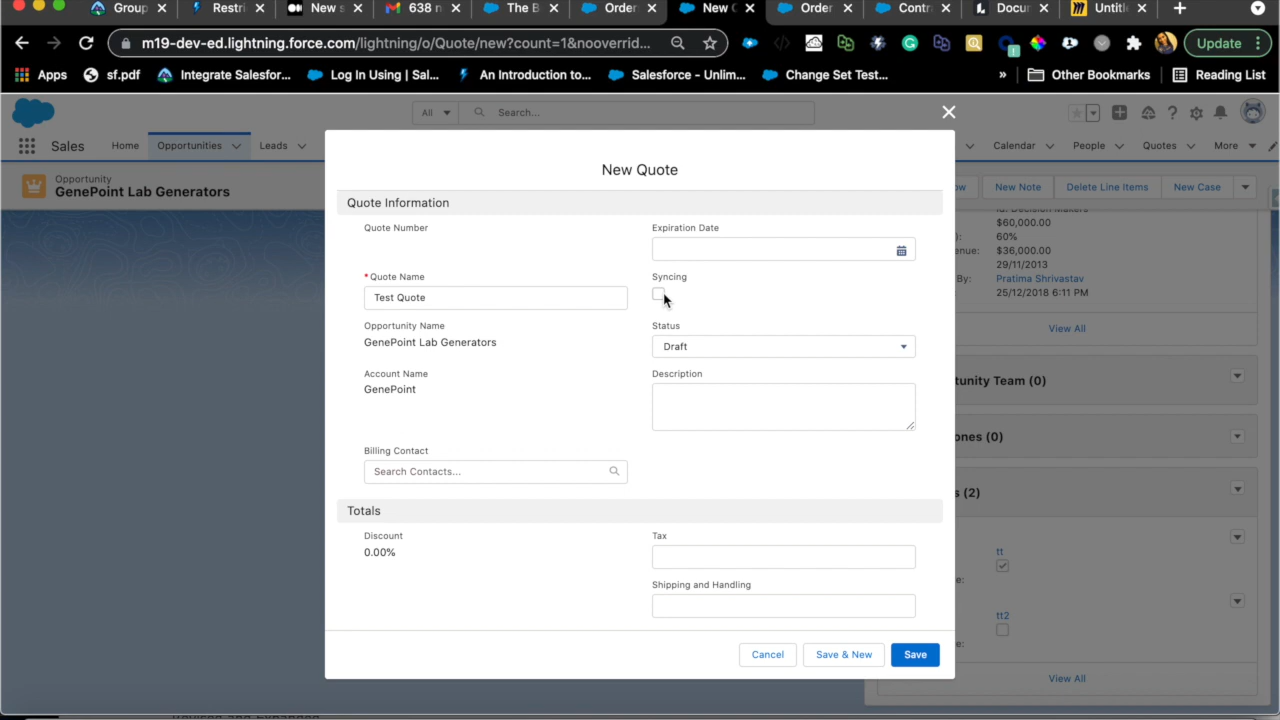 Group
Restri
New s
638 n
The B
Order
New C
Order
Contr
Docu
Untitle
m19-dev-ed.lightning.force.com/lightning/o/Quote/new?count=1&nooverrid...
Update
Apps
sf.pdf
Integrate Salesfor...
Log In Using | Sal...
An Introduction to...
Salesforce - Unlim...
Change Set Test...
»
Other Bookmarks
Reading List
All
Search...
Sales
Home
Opportunities
Leads
Calendar
People
Quotes
More
Opportunity
GenePoint Lab Generators
New Note
Delete Line Items
New Case
New Quote
Quote Information
Quote Number
Expiration Date
*Quote Name
Test Quote
Syncing
Opportunity Name
GenePoint Lab Generators
Status
Draft
Account Name
GenePoint
Description
Billing Contact
Search Contacts...
Totals
Discount
0.00%
Tax
Shipping and Handling
Cancel
Save & New
Save
$60,000.00
60%
enue: $36,000.00
29/11/2013
By: Pratima Shrivastav
25/12/2018 6:11 PM
View All
tunity Team (0)
ones (0)
s (2)
tt
e:
tt2
e:
View All